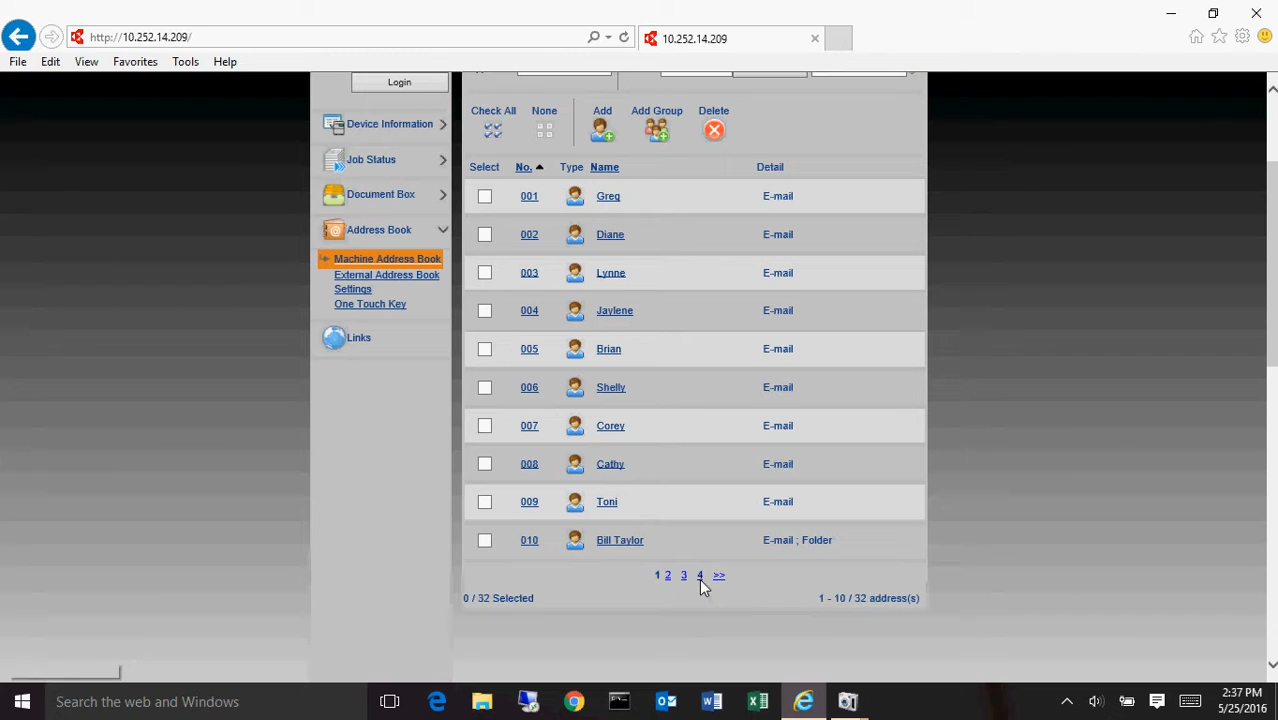 http://10.252.14.209/
10.252.14.209
File Edit View Favorites Tools Help
Login
Device Information
Job Status
Document Box
Address Book
Machine Address Book
External Address Book
Settings
One Touch Key
Links
Check All None Add Add Group Delete
Select No. Type Name Detail
001 Greg E-mail
002 Diane E-mail
003 Lynne E-mail
004 Jaylene E-mail
005 Brian E-mail
006 Shelly E-mail
007 Corey E-mail
008 Cathy E-mail
009 Toni E-mail
010 Bill Taylor E-mail ; Folder
1 2 3 4 >>
0 / 32 Selected 1 - 10 / 32 address(s)
Search the web and Windows
2:37 PM
5/25/2016